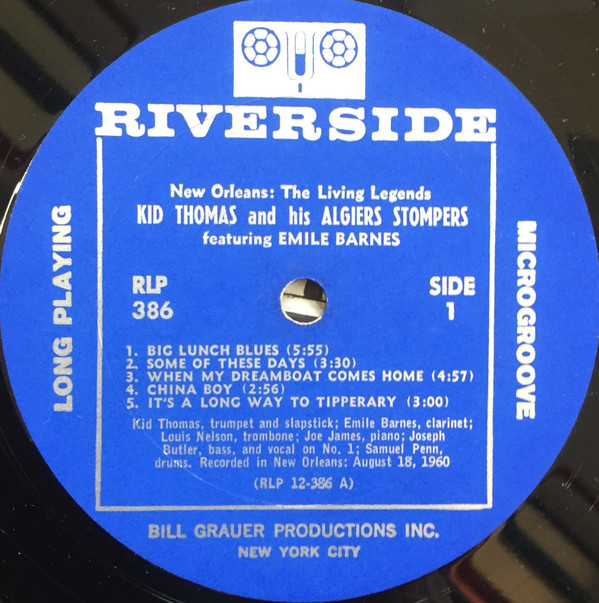 RIVERSIDE
New Orleans: The Living Legends
KID THOMAS and his ALGIERS STOMPERS
featuring EMILE BARNES
LONG PLAYING
MICROGROOVE
RLP
386
SIDE
1
1. BIG LUNCH BLUES (5:55)
2. SOME OF THESE DAYS (3:30)
3. WHEN MY DREAMBOAT COMES HOME (4:57)
4. CHINA BOY (2:56)
5. IT'S A LONG WAY TO TIPPERARY (3:00)
Kid Thomas, trumpet and slapstick; Emile Barnes, clarinet;
Louis Nelson, trombone; Joe James, piano; Joseph
Butler, bass, and vocal on No. 1; Samuel Penn,
drums. Recorded in New Orleans: August 18, 1960
(RLP 12-386 A)
BILL GRAUER PRODUCTIONS INC.
NEW YORK CITY